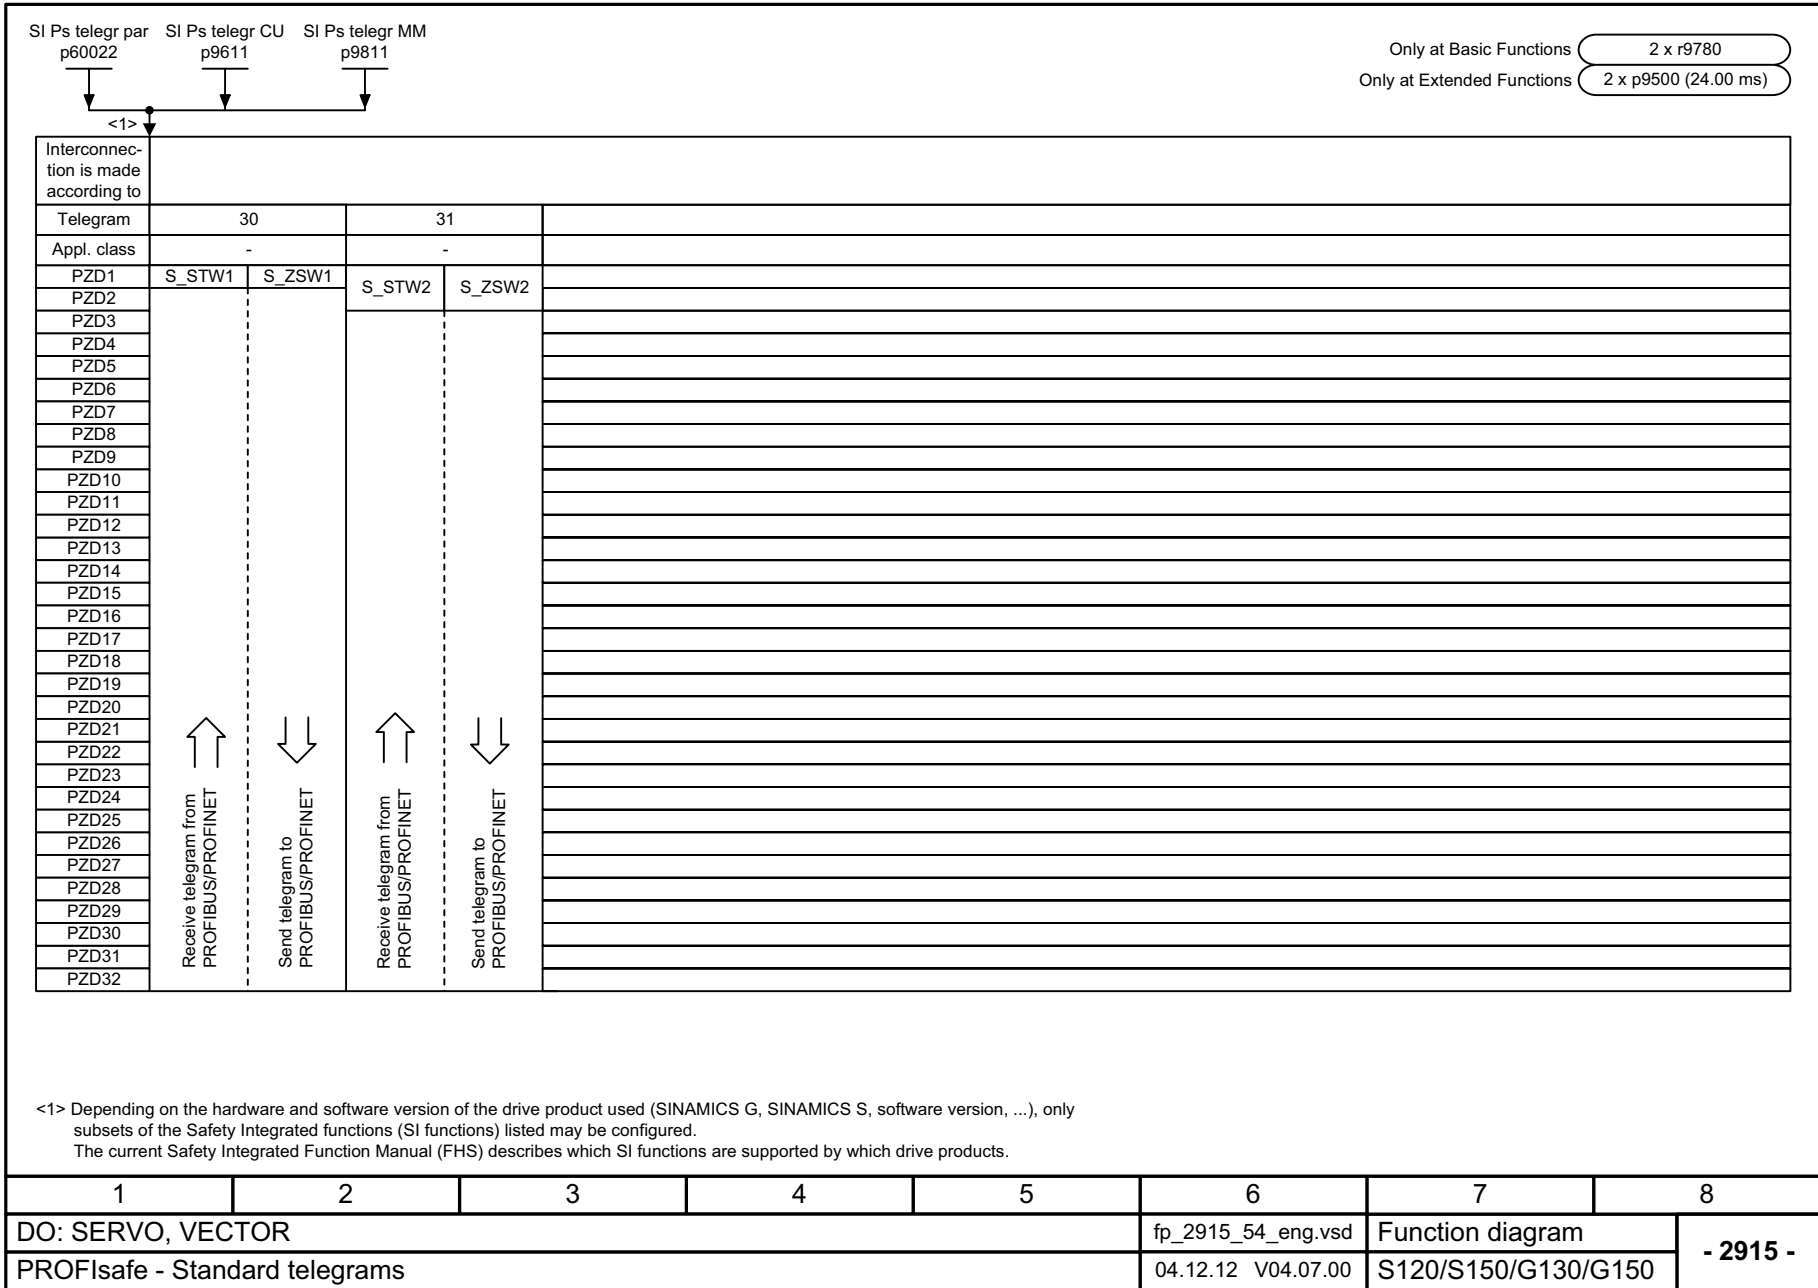 SI Ps telegr par SI Ps telegr CU SI Ps telegr MM
p60022 p9611 p9811
Only at Basic Functions 2 x r9780
Only at Extended Functions 2 x p9500 (24.00 ms)
<1>
Interconnec-
tion is made
according to
Telegram 30 31
Appl. class - -
PZD1 S_STW1 S_ZSW1 S_STW2 S_ZSW2
PZD2
PZD3
PZD4
PZD5
PZD6
PZD7
PZD8
PZD9
PZD10
PZD11
PZD12
PZD13
PZD14
PZD15
PZD16
PZD17
PZD18
PZD19
PZD20
PZD21
PZD22
PZD23
PZD24
PZD25
PZD26
PZD27
PZD28
PZD29
PZD30
PZD31
PZD32
Receive telegram from
PROFIBUS/PROFINET
Send telegram to
PROFIBUS/PROFINET
Receive telegram from
PROFIBUS/PROFINET
Send telegram to
PROFIBUS/PROFINET
<1> Depending on the hardware and software version of the drive product used (SINAMICS G, SINAMICS S, software version, ...), only
subsets of the Safety Integrated functions (SI functions) listed may be configured.
The current Safety Integrated Function Manual (FHS) describes which SI functions are supported by which drive products.
1 2 3 4 5 6 7 8
DO: SERVO, VECTOR fp_2915_54_eng.vsd Function diagram
- 2915 -
PROFIsafe - Standard telegrams 04.12.12 V04.07.00 S120/S150/G130/G150